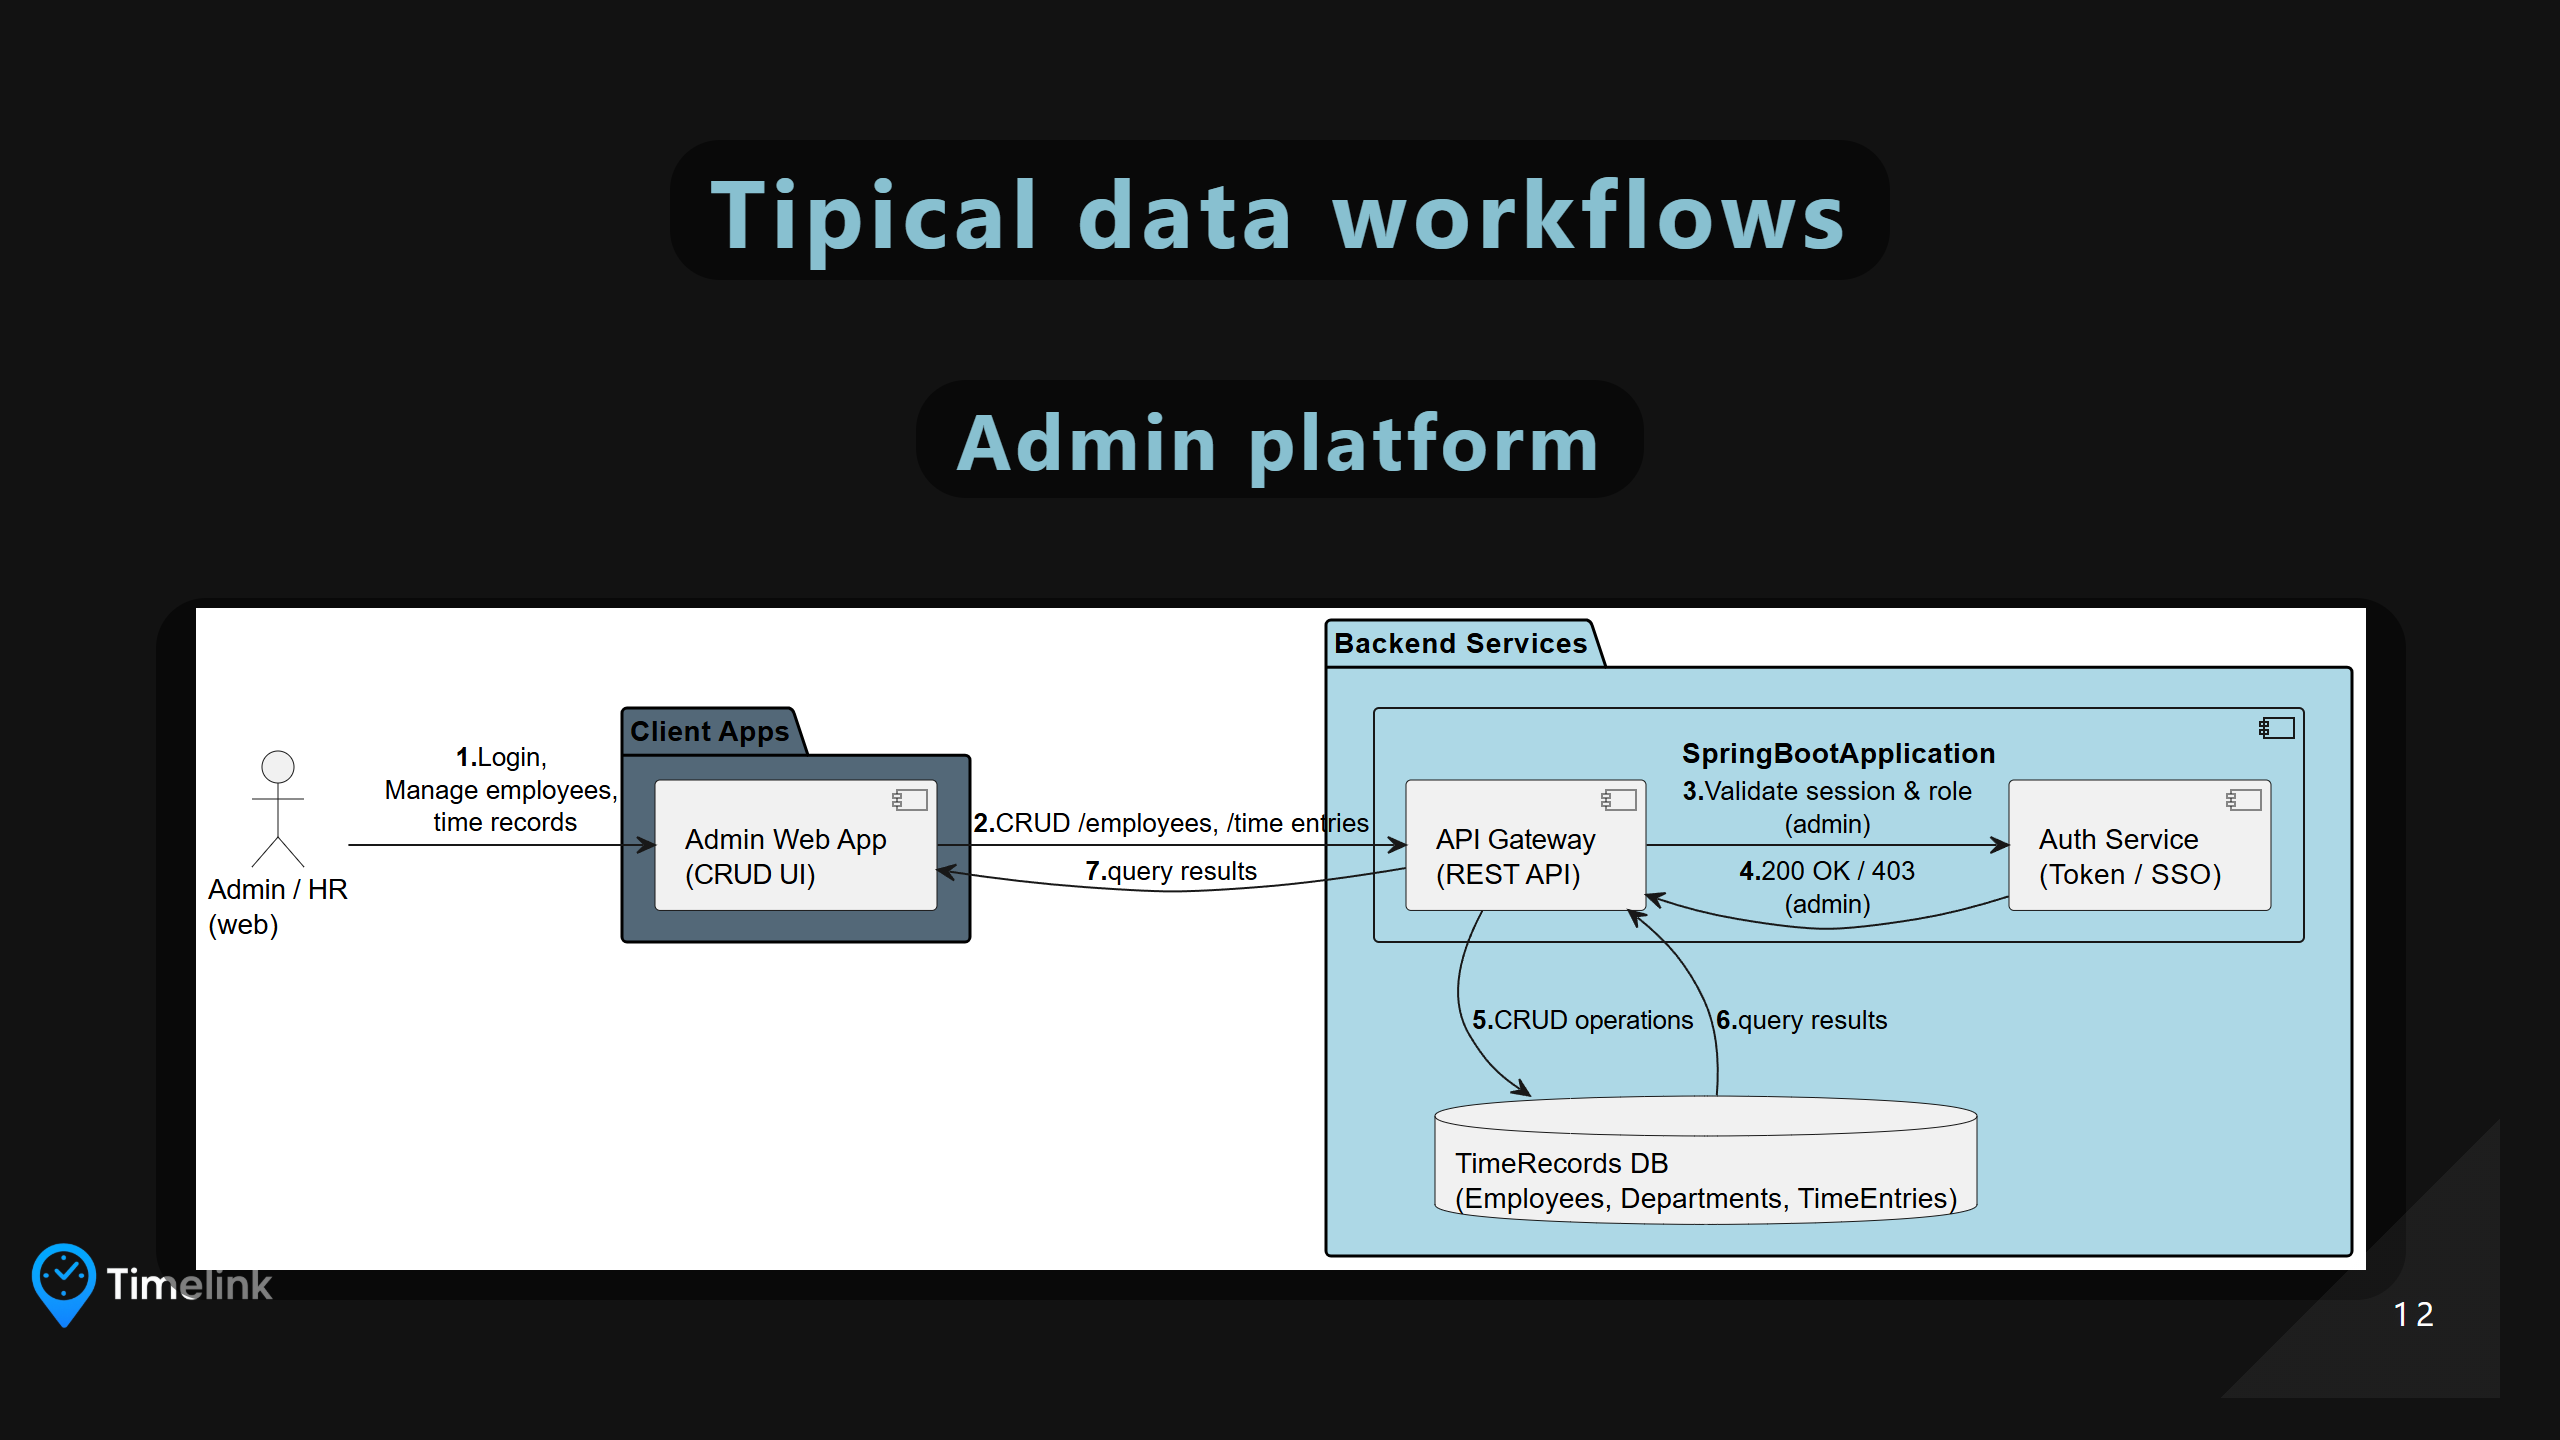 Tipical data workflows
Admin platform
Backend Services
Client Apps
SpringBootApplication
1.Login,
Manage employees,
time records
Admin / HR
(web)
Admin Web App
(CRUD UI)
2.CRUD /employees, /time entries
7.query results
API Gateway
(REST API)
3.Validate session & role
(admin)
4.200 OK / 403
(admin)
Auth Service
(Token / SSO)
5.CRUD operations
6.query results
TimeRecords DB
(Employees, Departments, TimeEntries)
Timelink
12